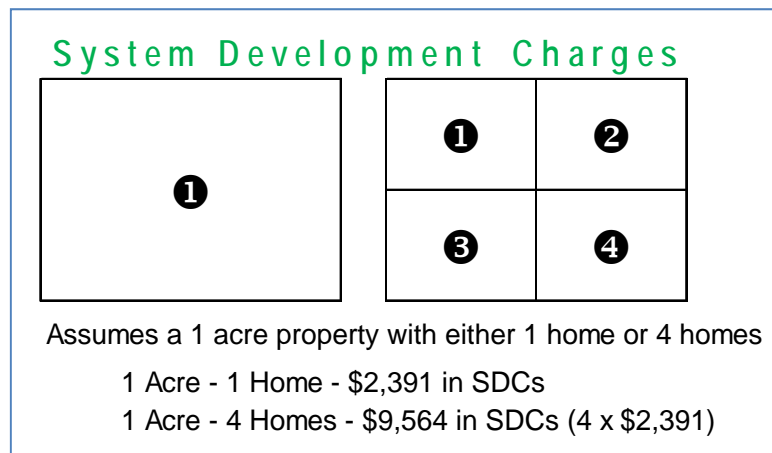 System Development Charges
❶
❶ ❷
❸ ❹
Assumes a 1 acre property with either 1 home or 4 homes
1 Acre - 1 Home - $2,391 in SDCs
1 Acre - 4 Homes - $9,564 in SDCs (4 x $2,391)